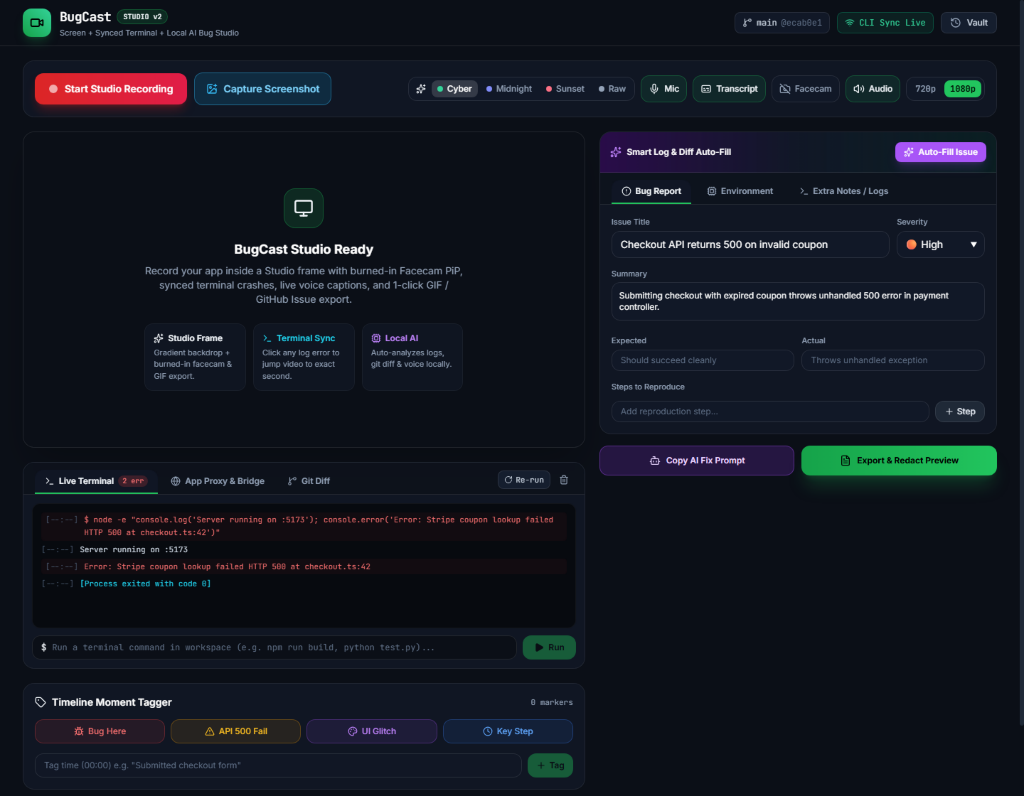 BugCast STUDIO v2
Screen + Synced Terminal + Local AI Bug Studio
main @ecab0e1
CLI Sync Live
Vault
Start Studio Recording
Capture Screenshot
Cyber
Midnight
Sunset
Raw
Mic
Transcript
Facecam
Audio
720p
1080p
BugCast Studio Ready
Record your app inside a Studio frame with burned-in Facecam PiP,
synced terminal crashes, live voice captions, and 1-click GIF /
GitHub Issue export.
Studio Frame
Gradient backdrop +
burned-in facecam &
GIF export.
Terminal Sync
Click any log error to
jump video to exact
second.
Local AI
Auto-analyzes logs,
git diff & voice locally.
Smart Log & Diff Auto-Fill
Auto-Fill Issue
Bug Report
Environment
Extra Notes / Logs
Issue Title
Checkout API returns 500 on invalid coupon
Severity
High
Summary
Submitting checkout with expired coupon throws unhandled 500 error in payment
controller.
Expected
Should succeed cleanly
Actual
Throws unhandled exception
Steps to Reproduce
Add reproduction step...
+ Step
Copy AI Fix Prompt
Export & Redact Preview
Live Terminal 2 err
App Proxy & Bridge
Git Diff
Re-run
[--:--] $ node -e "console.log('Server running on :5173'); console.error('Error: Stripe coupon lookup failed
HTTP 500 at checkout.ts:42')"
[--:--] Server running on :5173
[--:--] Error: Stripe coupon lookup failed HTTP 500 at checkout.ts:42
[--:--] [Process exited with code 0]
$ Run a terminal command in workspace (e.g. npm run build, python test.py)...
Run
Timeline Moment Tagger
0 markers
Bug Here
API 500 Fail
UI Glitch
Key Step
Tag time (00:00) e.g. "Submitted checkout form"
+ Tag